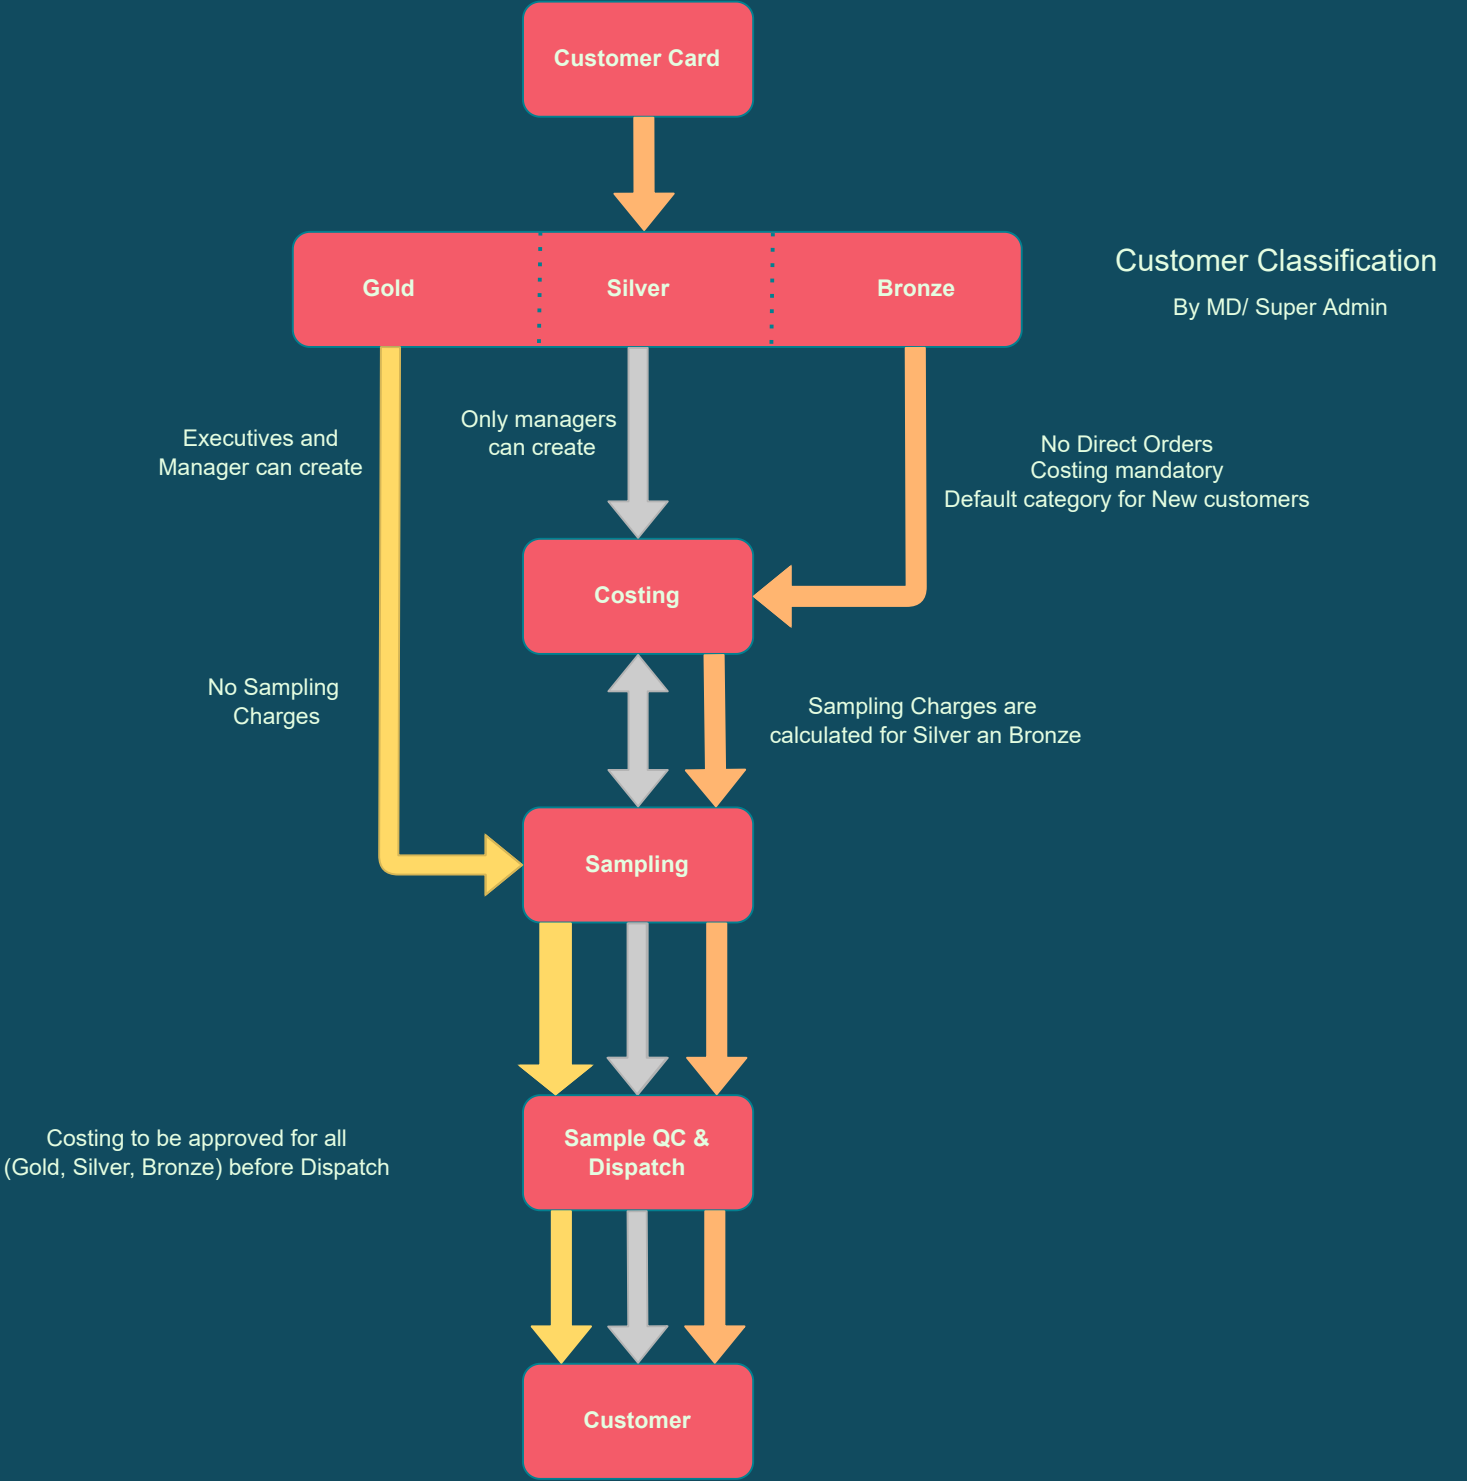 Customer Card
Gold
Silver
Bronze
Customer Classification
By MD/ Super Admin
Executives and
Manager can create
Only managers
can create
No Direct Orders
Costing mandatory
Default category for New customers
Costing
No Sampling
Charges
Sampling Charges are
calculated for Silver an Bronze
Sampling
Costing to be approved for all
(Gold, Silver, Bronze) before Dispatch
Sample QC &
Dispatch
Customer